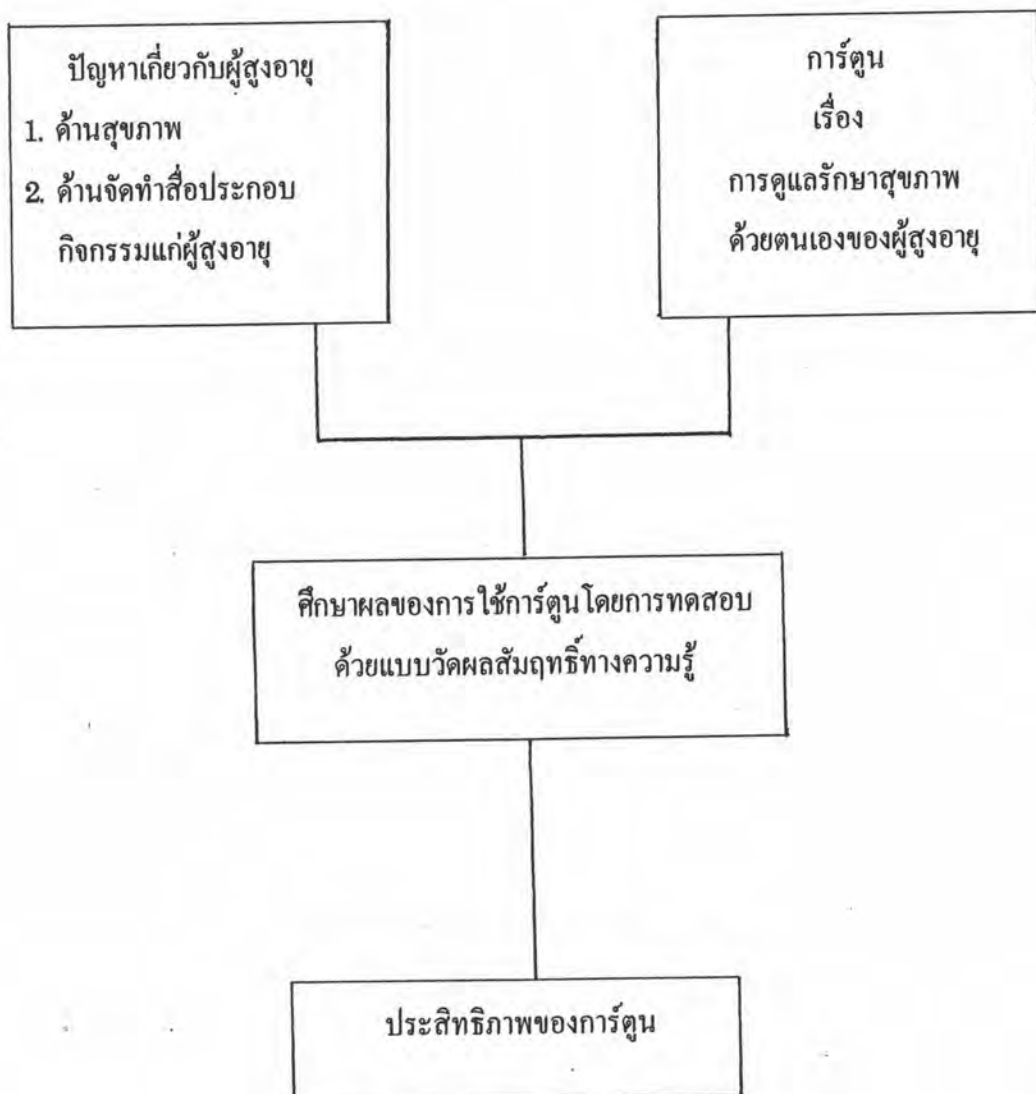 ปัญหาเกี่ยวกับผู้สูงอายุ
1. ด้านสุขภาพ
2. ด้านจัดทำสื่อประกอบ
กิจกรรมแก่ผู้สูงอายุ
การ์ตูน
เรื่อง
การดูแลรักษาสุขภาพ
ด้วยตนเองของผู้สูงอายุ
ศึกษาผลของการใช้การ์ตูนโดยการทดสอบ
ด้วยแบบวัดผลสัมฤทธิ์ทางความรู้
ประสิทธิภาพของการ์ตูน